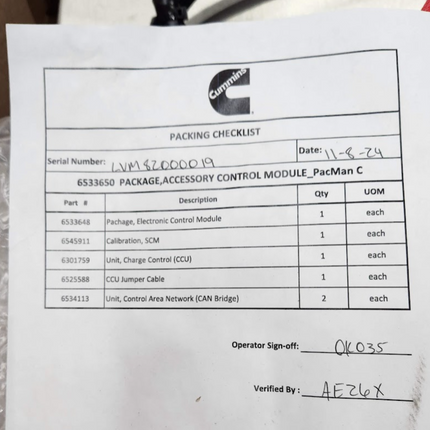 Cummins
PACKING CHECKLIST
Serial Number: LVM82000019 Date: 11-8-24
6533650 PACKAGE,ACCESSORY CONTROL MODULE_PacMan C
Part # Description Qty UOM
6533648 Pachage, Electronic Control Module 1 each
6545911 Calibration, SCM 1 each
6301759 Unit, Charge Control (CCU) 1 each
6525588 CCU Jumper Cable 1 each
6534113 Unit, Control Area Network (CAN Bridge) 2 each
Operator Sign-off: OK035
Verified By : AE26X